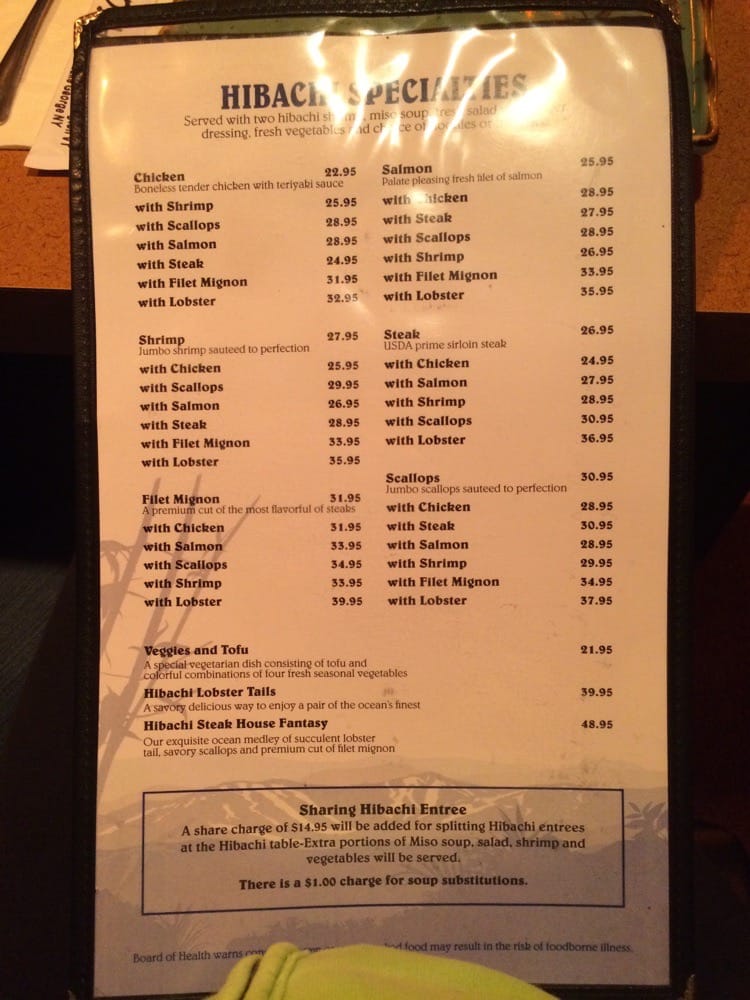 George NY
HIBACHI SPECIALTIES
Served with two hibachi miso soup, salad
dressing, fresh vegetables and choice of noodles or
Chicken 22.95
Boneless tender chicken with teriyaki sauce
with Shrimp 25.95
with Scallops 28.95
with Salmon 28.95
with Steak 24.95
with Filet Mignon 31.95
with Lobster 32.95
Shrimp 27.95
Jumbo shrimp sauteed to perfection
with Chicken 25.95
with Scallops 29.95
with Salmon 26.95
with Steak 28.95
with Filet Mignon 33.95
with Lobster 35.95
Filet Mignon 31.95
A premium cut of the most flavorful of steaks
with Chicken 31.95
with Salmon 33.95
with Scallops 34.95
with Shrimp 33.95
with Lobster 39.95
Salmon 25.95
Palate pleasing fresh filet of salmon
with Chicken 28.95
with Steak 27.95
with Scallops 28.95
with Shrimp 26.95
with Filet Mignon 33.95
with Lobster 35.95
Steak 26.95
USDA prime sirloin steak
with Chicken 24.95
with Salmon 27.95
with Shrimp 28.95
with Scallops 30.95
with Lobster 36.95
Scallops 30.95
Jumbo scallops sauteed to perfection
with Chicken 28.95
with Steak 30.95
with Salmon 28.95
with Shrimp 29.95
with Filet Mignon 34.95
with Lobster 37.95
Veggies and Tofu 21.95
A special vegetarian dish consisting of tofu and
colorful combinations of four fresh seasonal vegetables
Hibachi Lobster Tails 39.95
A savory delicious way to enjoy a pair of the ocean's finest
Hibachi Steak House Fantasy 48.95
Our exquisite ocean medley of succulent lobster
tail, savory scallops and premium cut of filet mignon
Sharing Hibachi Entree
A share charge of $14.95 will be added for splitting Hibachi entrees
at the Hibachi table-Extra portions of Miso soup, salad, shrimp and
vegetables will be served.
There is a $1.00 charge for soup substitutions.
Board of Health warns food may result in the risk of foodborne illness.